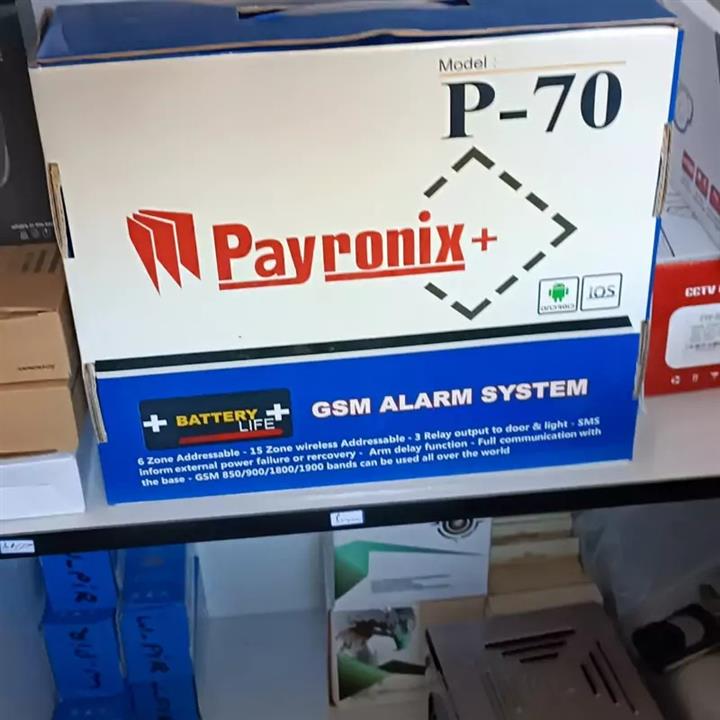 Model :
P-70
Payronix+
ANDROID
iOS
BATTERY
LIFE
GSM ALARM SYSTEM
6 Zone Addressable - 15 Zone wireless Addressable - 3 Relay output to door & light - SMS
inform external power failure or rercovery - Arm delay function - Full communication with
the base - GSM 850/900/1800/1900 bands can be used all over the world
CCTV